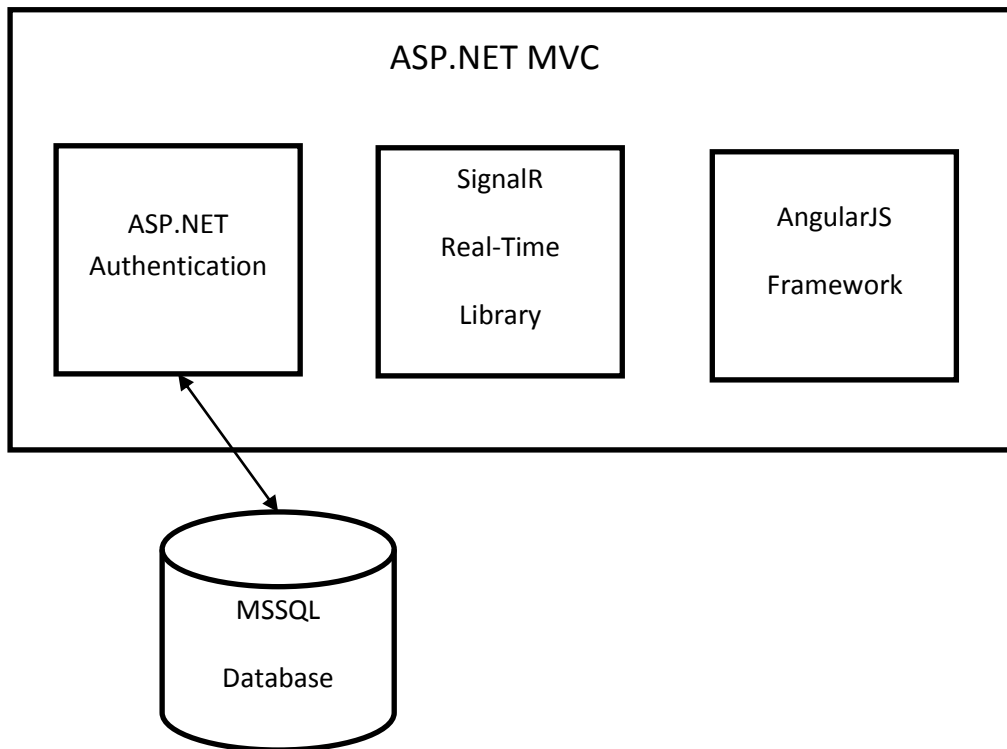 ASP.NET MVC
ASP.NET
Authentication
SignalR
Real-Time
Library
AngularJS
Framework
MSSQL
Database